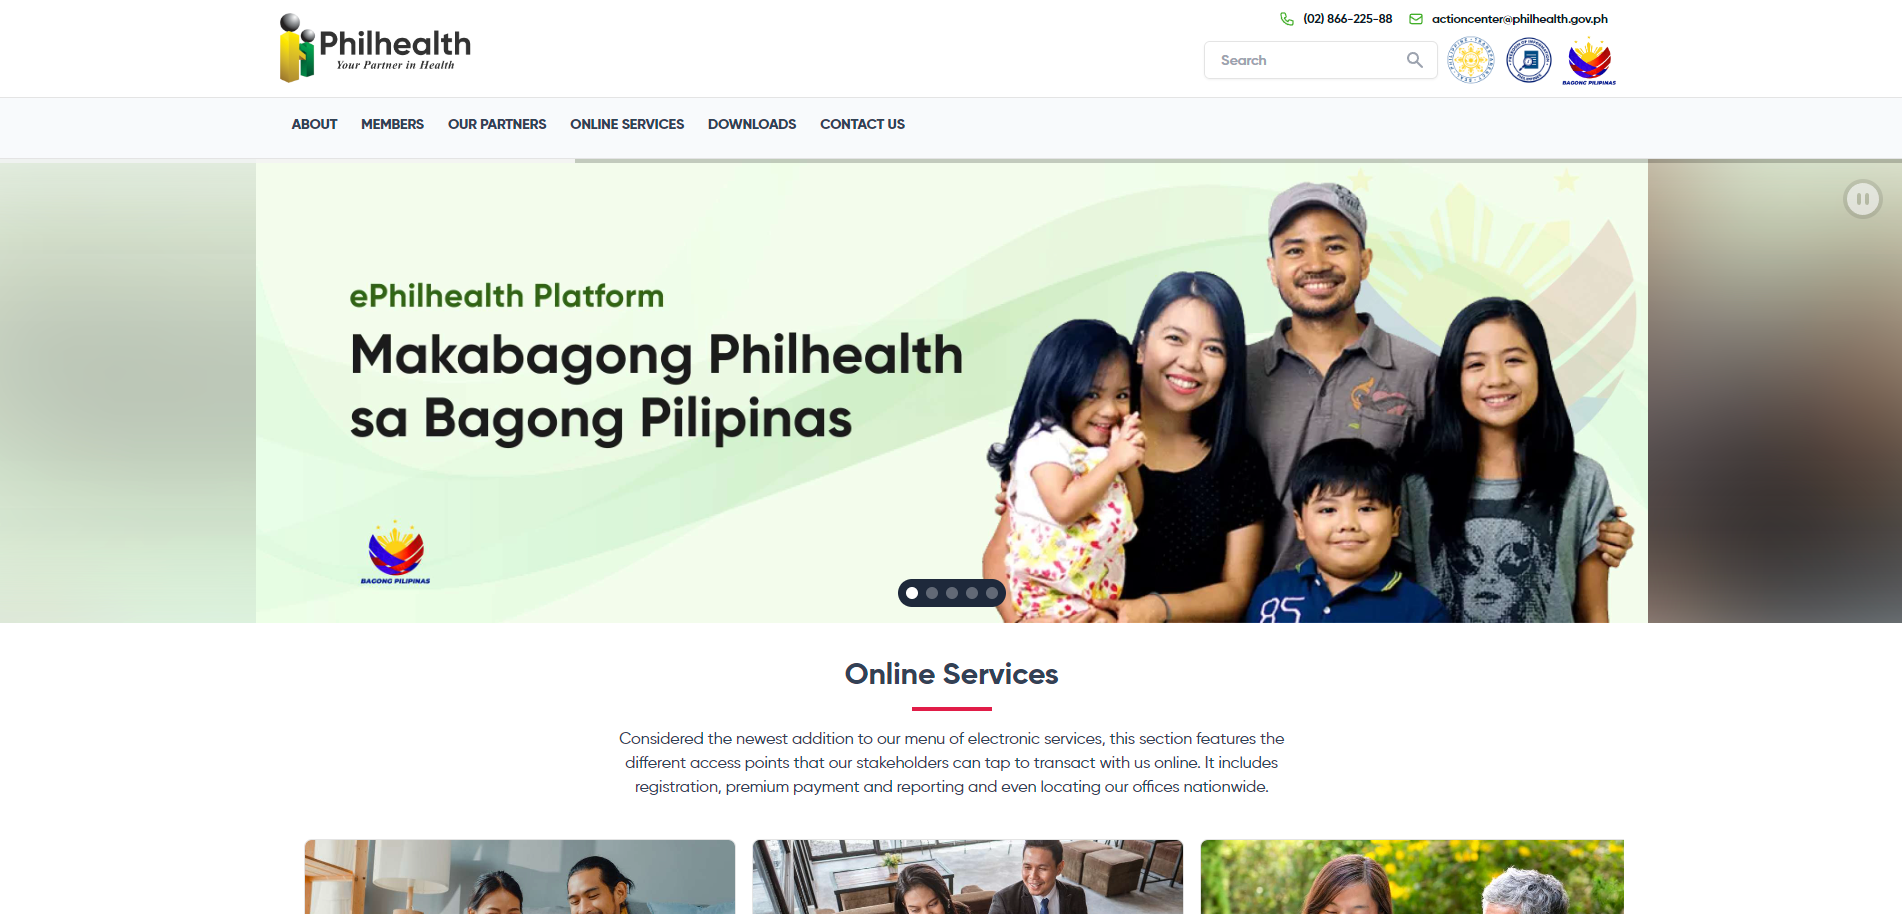 Philhealth
Your Partner in Health
(02) 866-225-88
actioncenter@philhealth.gov.ph
Search
BAGONG PILIPINAS
ABOUT
MEMBERS
OUR PARTNERS
ONLINE SERVICES
DOWNLOADS
CONTACT US
ePhilhealth Platform
Makabagong Philhealth
sa Bagong Pilipinas
BAGONG PILIPINAS
85
Online Services
Considered the newest addition to our menu of electronic services, this section features the
different access points that our stakeholders can tap to transact with us online. It includes
registration, premium payment and reporting and even locating our offices nationwide.